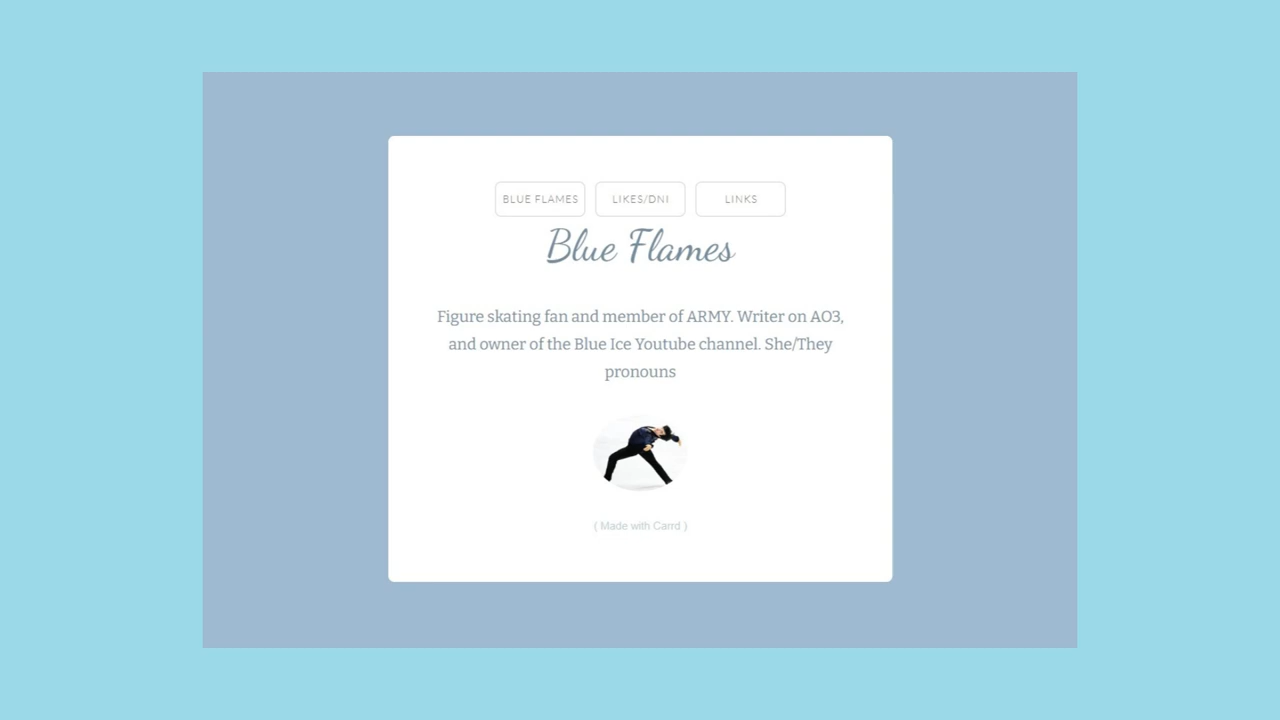 BLUE FLAMES
LIKES/DNI
LINKS
Blue Flames
Figure skating fan and member of ARMY. Writer on AO3,
and owner of the Blue Ice Youtube channel. She/They
pronouns
( Made with Carrd )